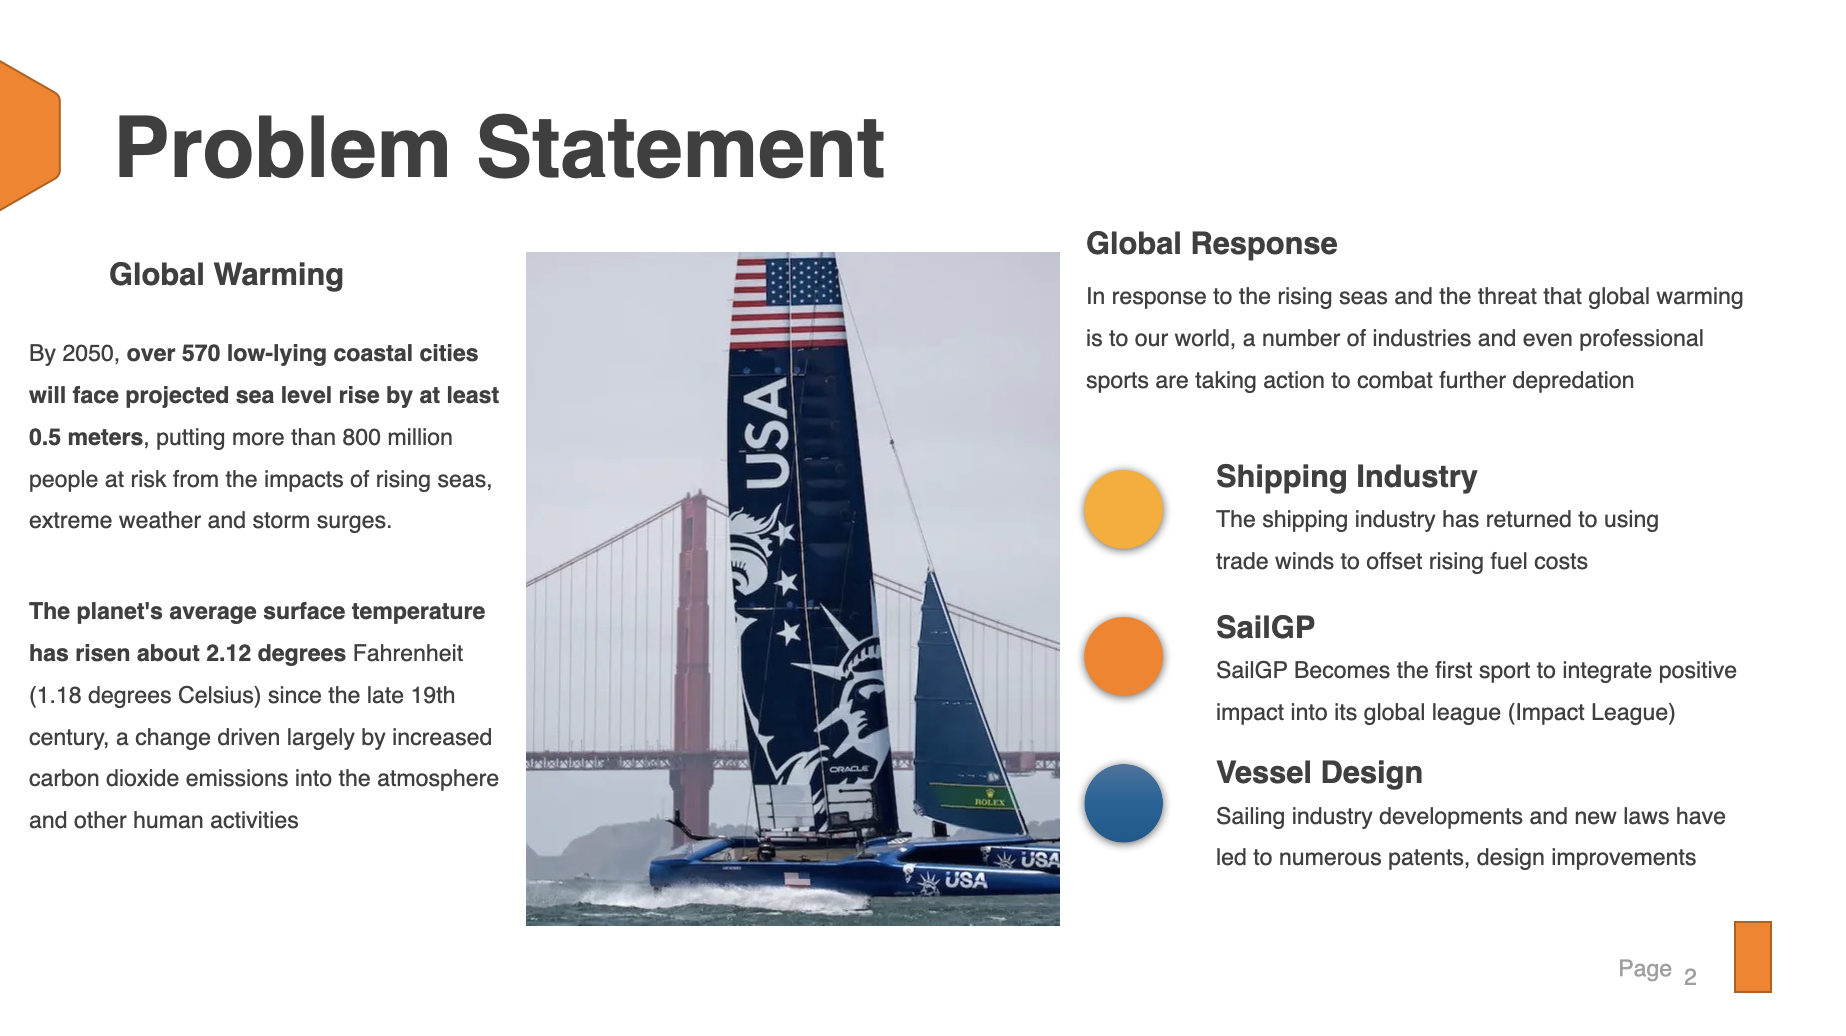 Problem Statement
Global Warming
By 2050, over 570 low-lying coastal cities
will face projected sea level rise by at least
0.5 meters, putting more than 800 million
people at risk from the impacts of rising seas,
extreme weather and storm surges.
The planet's average surface temperature
has risen about 2.12 degrees Fahrenheit
(1.18 degrees Celsius) since the late 19th
century, a change driven largely by increased
carbon dioxide emissions into the atmosphere
and other human activities
USA
ORACLE
ROLEX
USA
USA
Global Response
In response to the rising seas and the threat that global warming
is to our world, a number of industries and even professional
sports are taking action to combat further depredation
Shipping Industry
The shipping industry has returned to using
trade winds to offset rising fuel costs
SailGP
SailGP Becomes the first sport to integrate positive
impact into its global league (Impact League)
Vessel Design
Sailing industry developments and new laws have
led to numerous patents, design improvements
Page 2